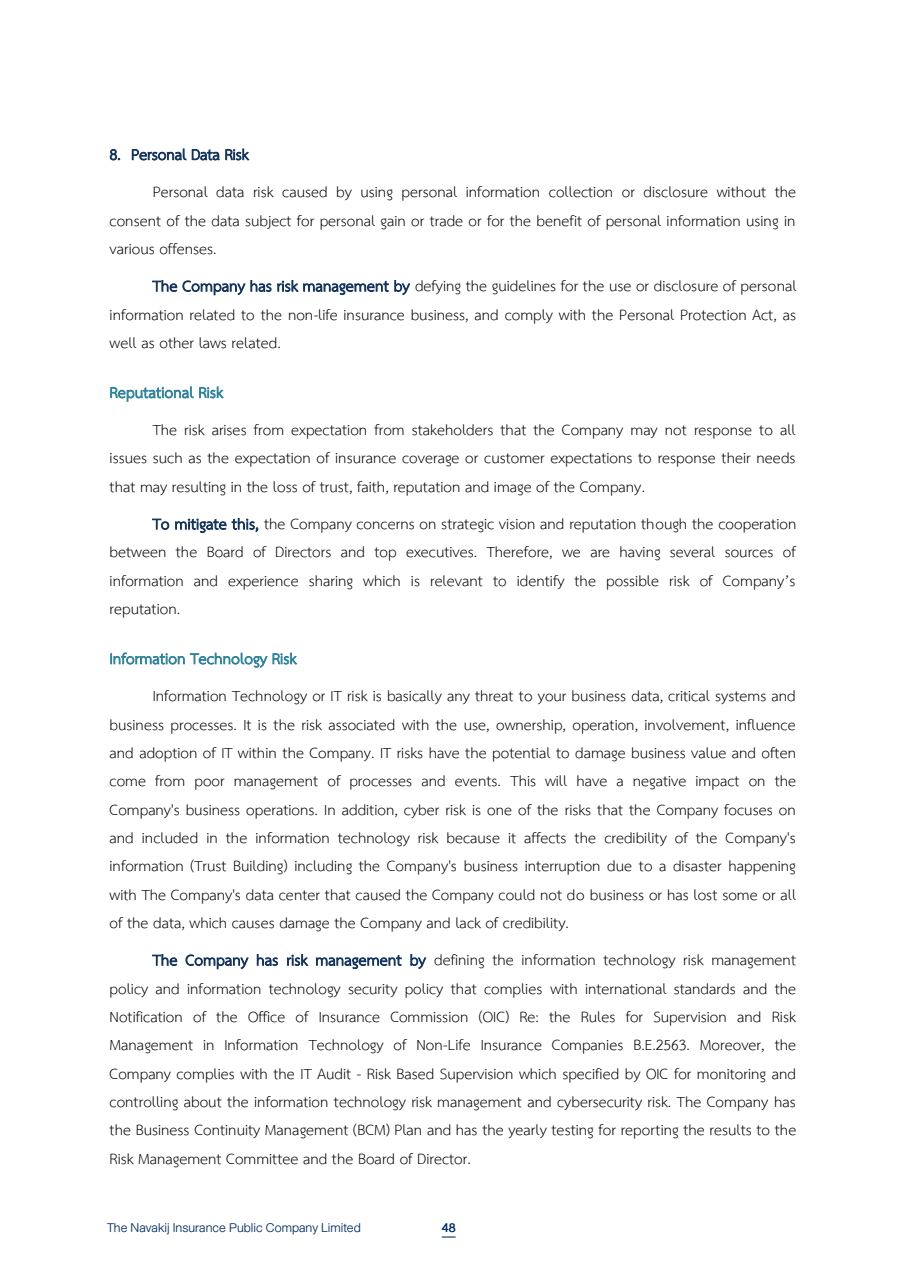 8. Personal Data Risk
Personal data risk caused by using personal information collection or disclosure without the
consent of the data subject for personal gain or trade or for the benefit of personal information using in
various offenses.
The Company has risk management by defying the guidelines for the use or disclosure of personal
information related to the non-life insurance business, and comply with the Personal Protection Act, as
well as other laws related.
Reputational Risk
The risk arises from expectation from stakeholders that the Company may not response to all
issues such as the expectation of insurance coverage or customer expectations to response their needs
that may resulting in the loss of trust, faith, reputation and image of the Company.
To mitigate this, the Company concerns on strategic vision and reputation though the cooperation
between the Board of Directors and top executives. Therefore, we are having several sources of
information and experience sharing which is relevant to identify the possible risk of Company’s
reputation.
Information Technology Risk
Information Technology or IT risk is basically any threat to your business data, critical systems and
business processes. It is the risk associated with the use, ownership, operation, involvement, influence
and adoption of IT within the Company. IT risks have the potential to damage business value and often
come from poor management of processes and events. This will have a negative impact on the
Company's business operations. In addition, cyber risk is one of the risks that the Company focuses on
and included in the information technology risk because it affects the credibility of the Company's
information (Trust Building) including the Company's business interruption due to a disaster happening
with The Company's data center that caused the Company could not do business or has lost some or all
of the data, which causes damage the Company and lack of credibility.
The Company has risk management by defining the information technology risk management
policy and information technology security policy that complies with international standards and the
Notification of the Office of Insurance Commission (OIC) Re: the Rules for Supervision and Risk
Management in Information Technology of Non-Life Insurance Companies B.E.2563. Moreover, the
Company complies with the IT Audit - Risk Based Supervision which specified by OIC for monitoring and
controlling about the information technology risk management and cybersecurity risk. The Company has
the Business Continuity Management (BCM) Plan and has the yearly testing for reporting the results to the
Risk Management Committee and the Board of Director.
The Navakij Insurance Public Company Limited 48